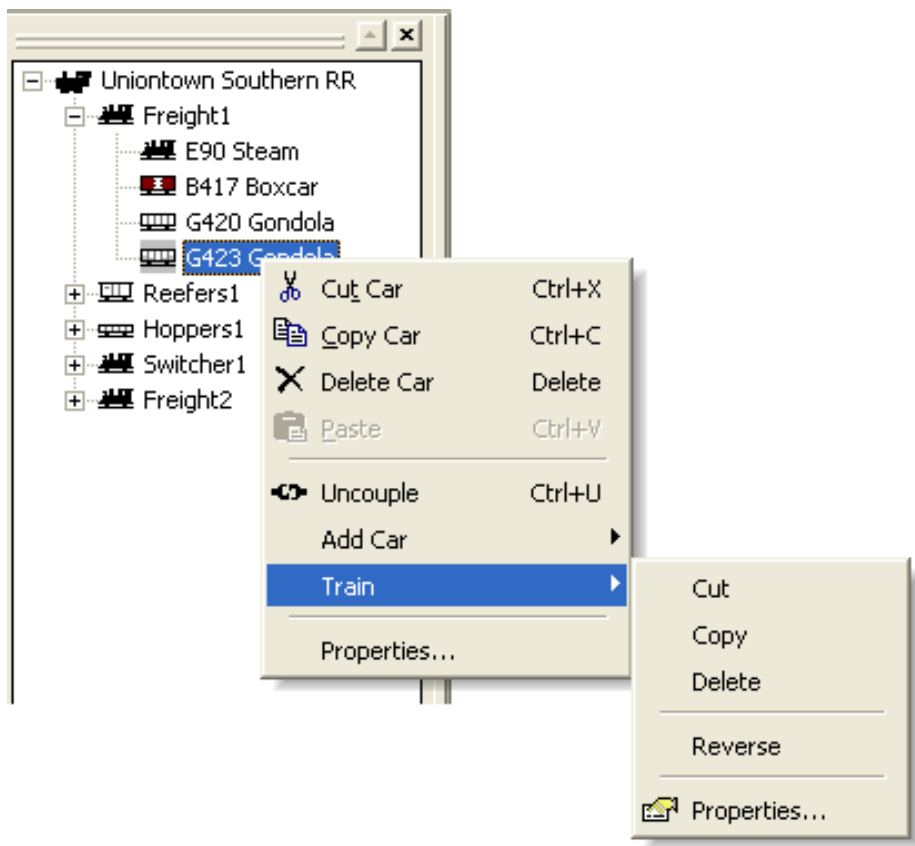 Uniontown Southern RR
Freight1
E90 Steam
B417 Boxcar
G420 Gondola
G423 Gondola
Reefers1
Hoppers1
Switcher1
Freight2
Cut Car Ctrl+X
Copy Car Ctrl+C
Delete Car Delete
Paste Ctrl+V
Uncouple Ctrl+U
Add Car
Train
Properties...
Cut
Copy
Delete
Reverse
Properties...